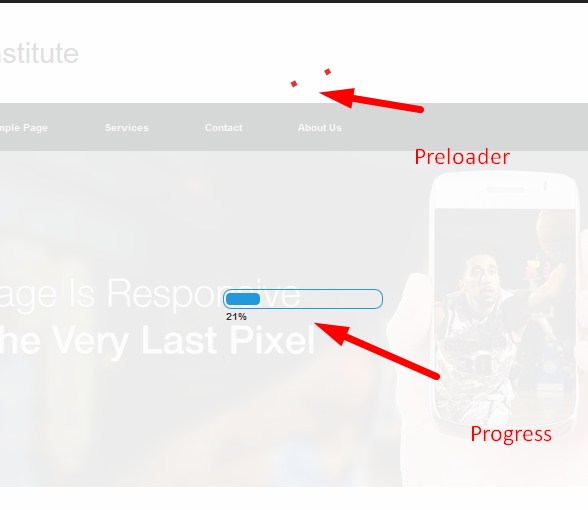 stitute
mple Page Services Contact About Us
Preloader
age Is Responsive
21%
he Very Last Pixel
Progress